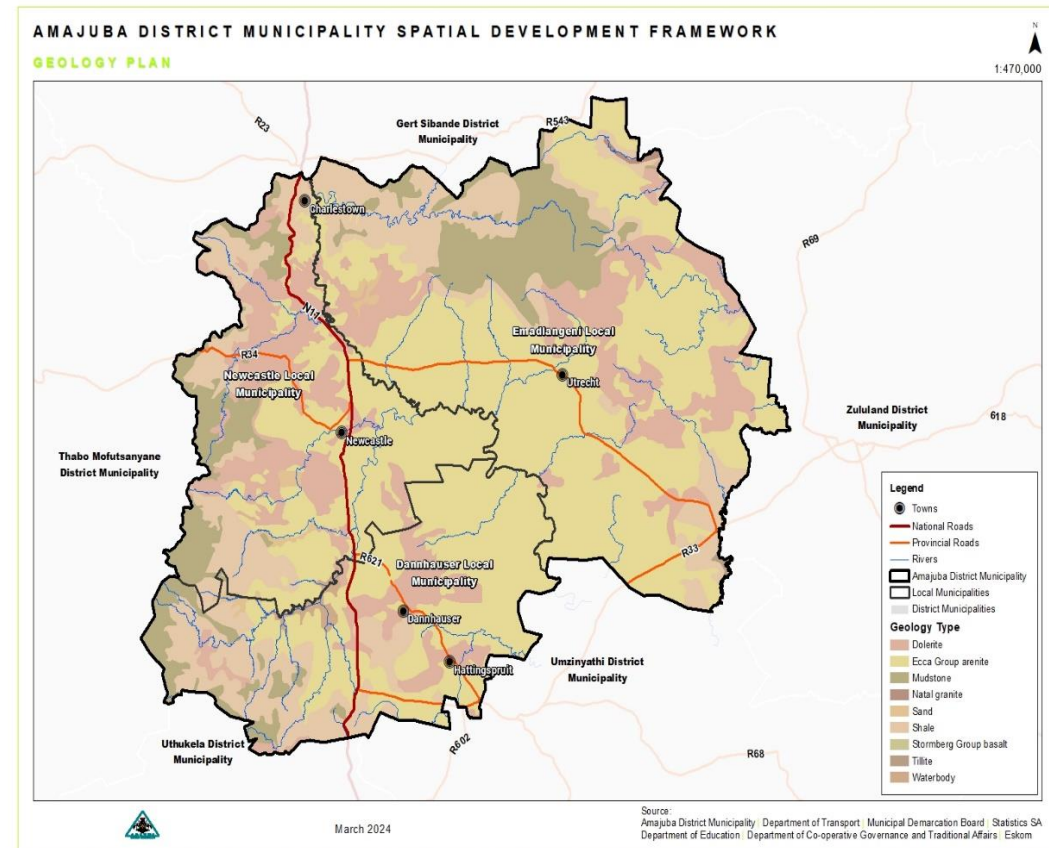 AMAJUBA DISTRICT MUNICIPALITY SPATIAL DEVELOPMENT FRAMEWORK
GEOLOGY PLAN
N
1:470,000
R23
Gert Sibande District
Municipality
R543
Charlestown
R69
N11
Emadlangeni Local
Municipality
R34
Newcastle Local
Municipality
Utrecht
Zululand District
Municipality
618
Newcastle
Thabo Mofutsanyane
District Municipality
R33
R621
Dannhauser Local
Municipality
Dannhauser
Hattingspruit
Umzinyathi District
Municipality
Uthukela District
Municipality
R602
R68
Legend
Towns
National Roads
Provincial Roads
Rivers
Amajuba District Municipality
Local Municipalities
District Municipalities
Geology Type
Dolerite
Ecca Group arenite
Mudstone
Natal granite
Sand
Shale
Stormberg Group basalt
Tillite
Waterbody
March 2024
Source:
Amajuba District Municipality | Department of Transport | Municipal Demarcation Board | Statistics SA
Department of Education | Department of Co-operative Governance and Traditional Affairs | Eskom